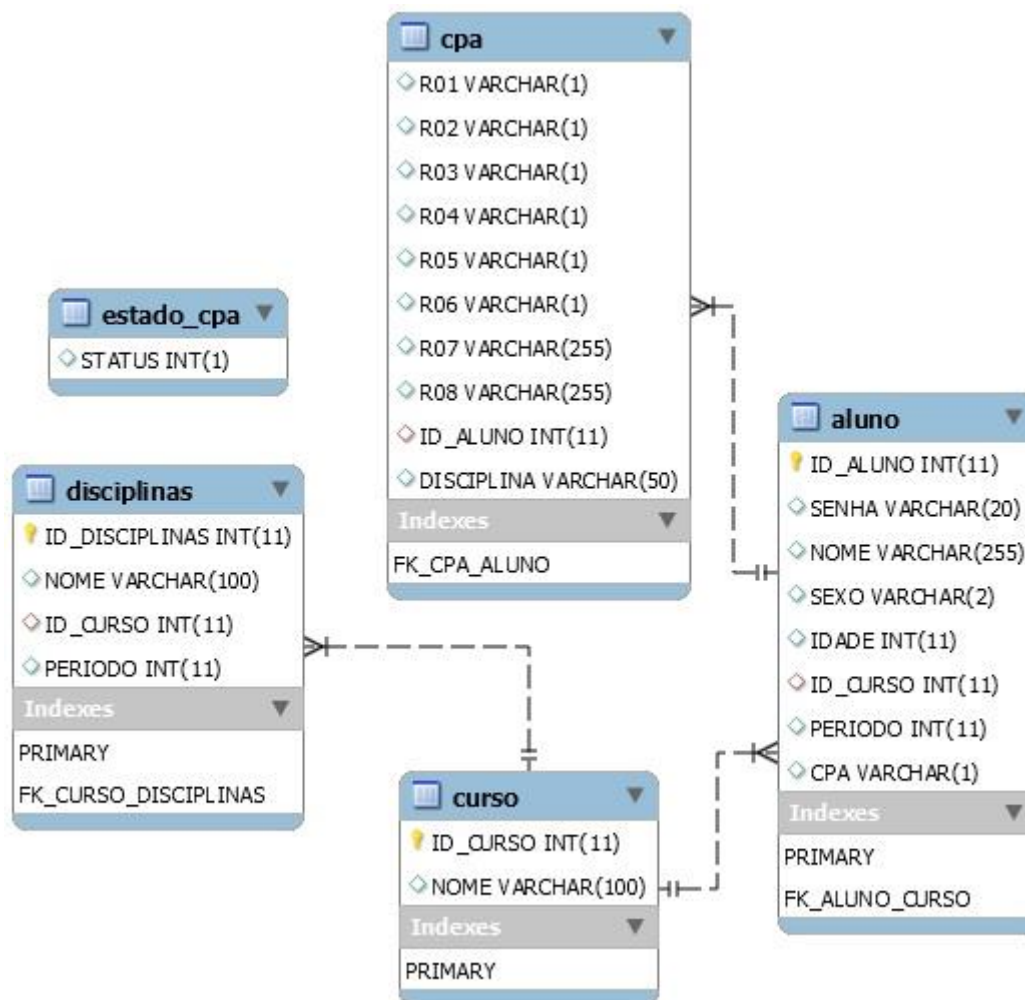 cpa
R01 VARCHAR(1)
R02 VARCHAR(1)
R03 VARCHAR(1)
R04 VARCHAR(1)
R05 VARCHAR(1)
R06 VARCHAR(1)
R07 VARCHAR(255)
R08 VARCHAR(255)
ID_ALUNO INT(11)
DISCIPLINA VARCHAR(50)
Indexes
FK_CPA_ALUNO
estado_cpa
STATUS INT(1)
disciplinas
ID_DISCIPLINAS INT(11)
NOME VARCHAR(100)
ID_CURSO INT(11)
PERIODO INT(11)
Indexes
PRIMARY
FK_CURSO_DISCIPLINAS
curso
ID_CURSO INT(11)
NOME VARCHAR(100)
Indexes
PRIMARY
aluno
ID_ALUNO INT(11)
SENHA VARCHAR(20)
NOME VARCHAR(255)
SEXO VARCHAR(2)
IDADE INT(11)
ID_CURSO INT(11)
PERIODO INT(11)
CPA VARCHAR(1)
Indexes
PRIMARY
FK_ALUNO_CURSO